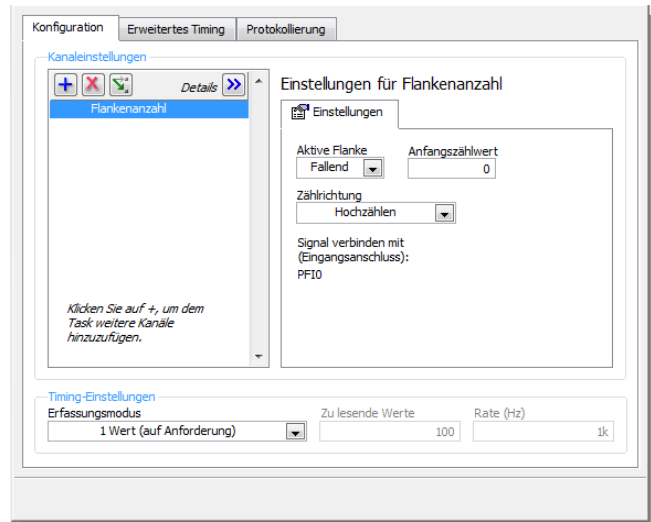 Konfiguration Erweitertes Timing Protokollierung
Kanaleinstellungen
Details
Flankenanzahl
Klicken Sie auf +, um dem
Task weitere Kanäle
hinzuzufügen.
Einstellungen für Flankenanzahl
Einstellungen
Aktive Flanke Anfangszählwert
Fallend 0
Zählrichtung
Hochzählen
Signal verbinden mit
(Eingangsanschluss):
PFI0
Timing-Einstellungen
Erfassungsmodus Zu lesende Werte Rate (Hz)
1 Wert (auf Anforderung) 100 1k